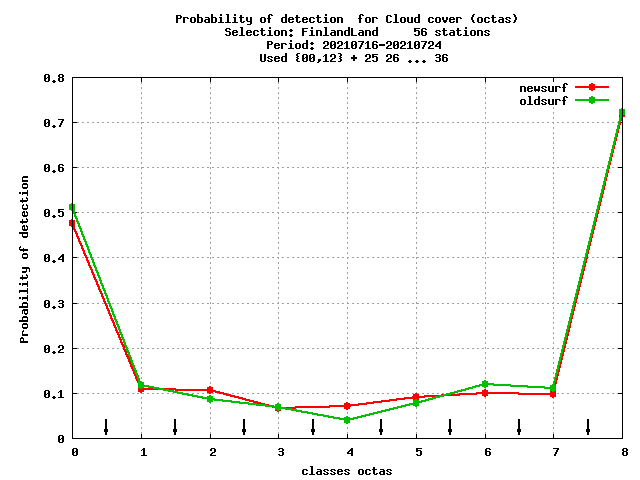 Probability of detection  for Cloud cover (octas)
Selection: FinlandLand     56 stations
Period: 20210716-20210724
Used {00,12} + 25 26 ... 36
newsurf
oldsurf
0.8
0.7
0.6
0.5
0.4
0.3
0.2
0.1
0
Probability of detection
0 1 2 3 4 5 6 7 8
classes octas